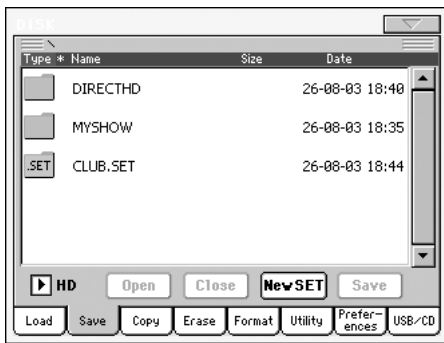 DISK
Type * Name Size Date
DIRECTHD 26-08-03 18:40
MYSHOW 26-08-03 18:35
.SET CLUB.SET 26-08-03 18:44
HD Open Close New SET Save
Load Save Copy Erase Format Utility Prefer-ences USB/CD